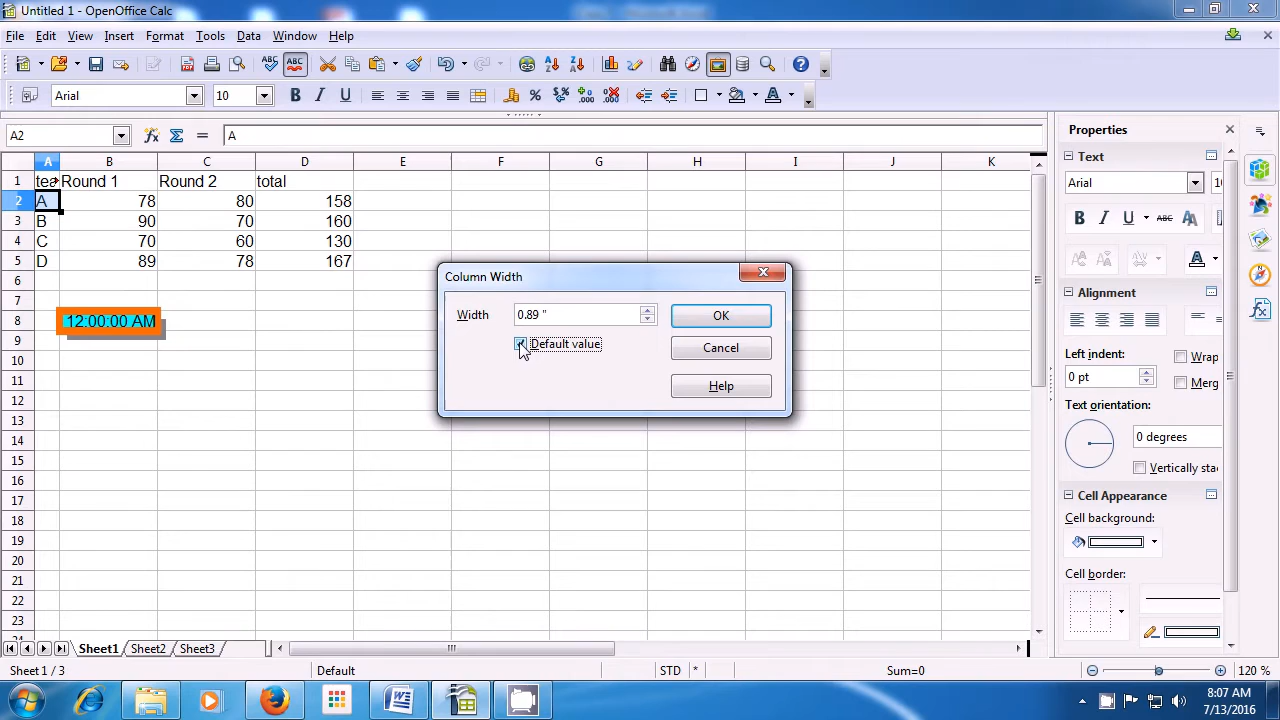 Untitled 1 - OpenOffice Calc
File Edit View Insert Format Tools Data Window Help
Arial 10
A2 A
A B C D E F G H I J K
1 Round 1 Round 2 total
2 A 78 80 158
3 B 90 70 160
4 C 70 60 130
5 D 89 78 167
6
7
8 12:00:00 AM
9
10
11
12
13
14
15
16
17
18
19
20
21
22
23
Column Width
Width 0.89 "
Default value
OK
Cancel
Help
Properties
Text
Arial
Alignment
Left indent: Wrap
0 pt Merg
Text orientation:
0 degrees
Vertically stac
Cell Appearance
Cell background:
Cell border:
Sheet1 Sheet2 Sheet3
Sheet 1 / 3 Default STD * Sum=0 120 %
8:07 AM
7/13/2016